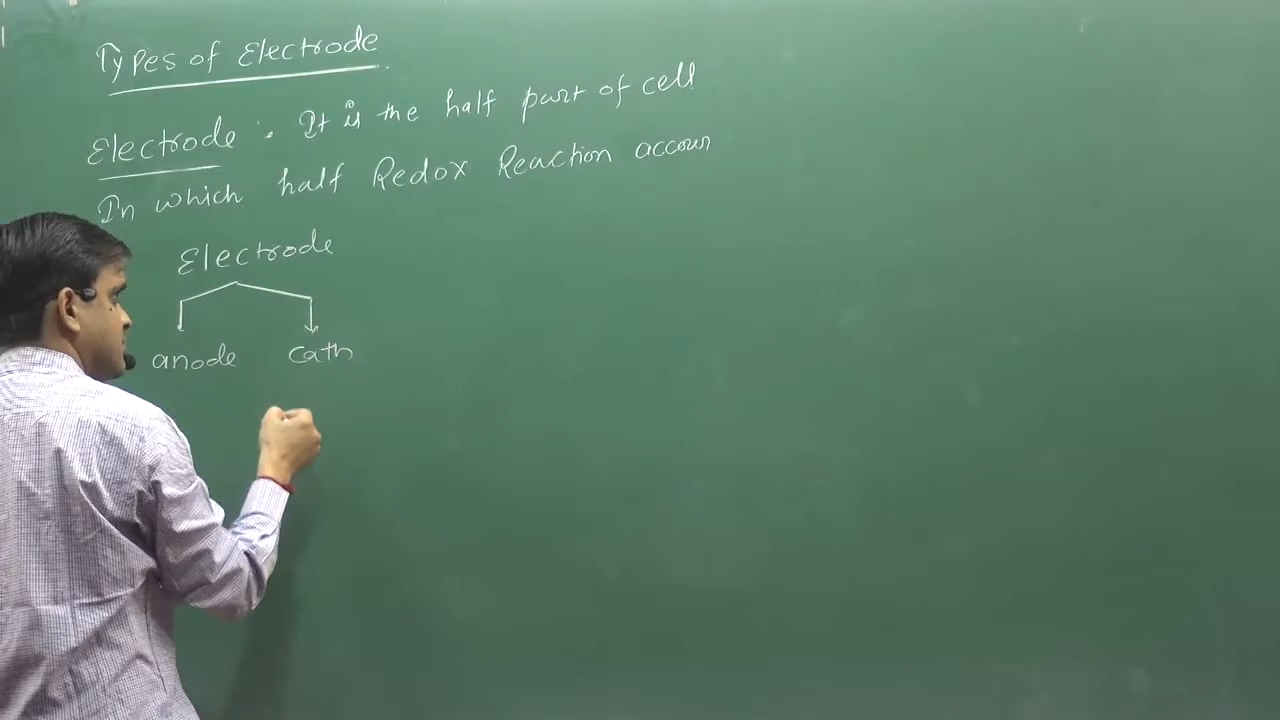 Types of Electrode
Electrode : It is the half part of cell
In which half Redox Reaction accour
Electrode
anode cath